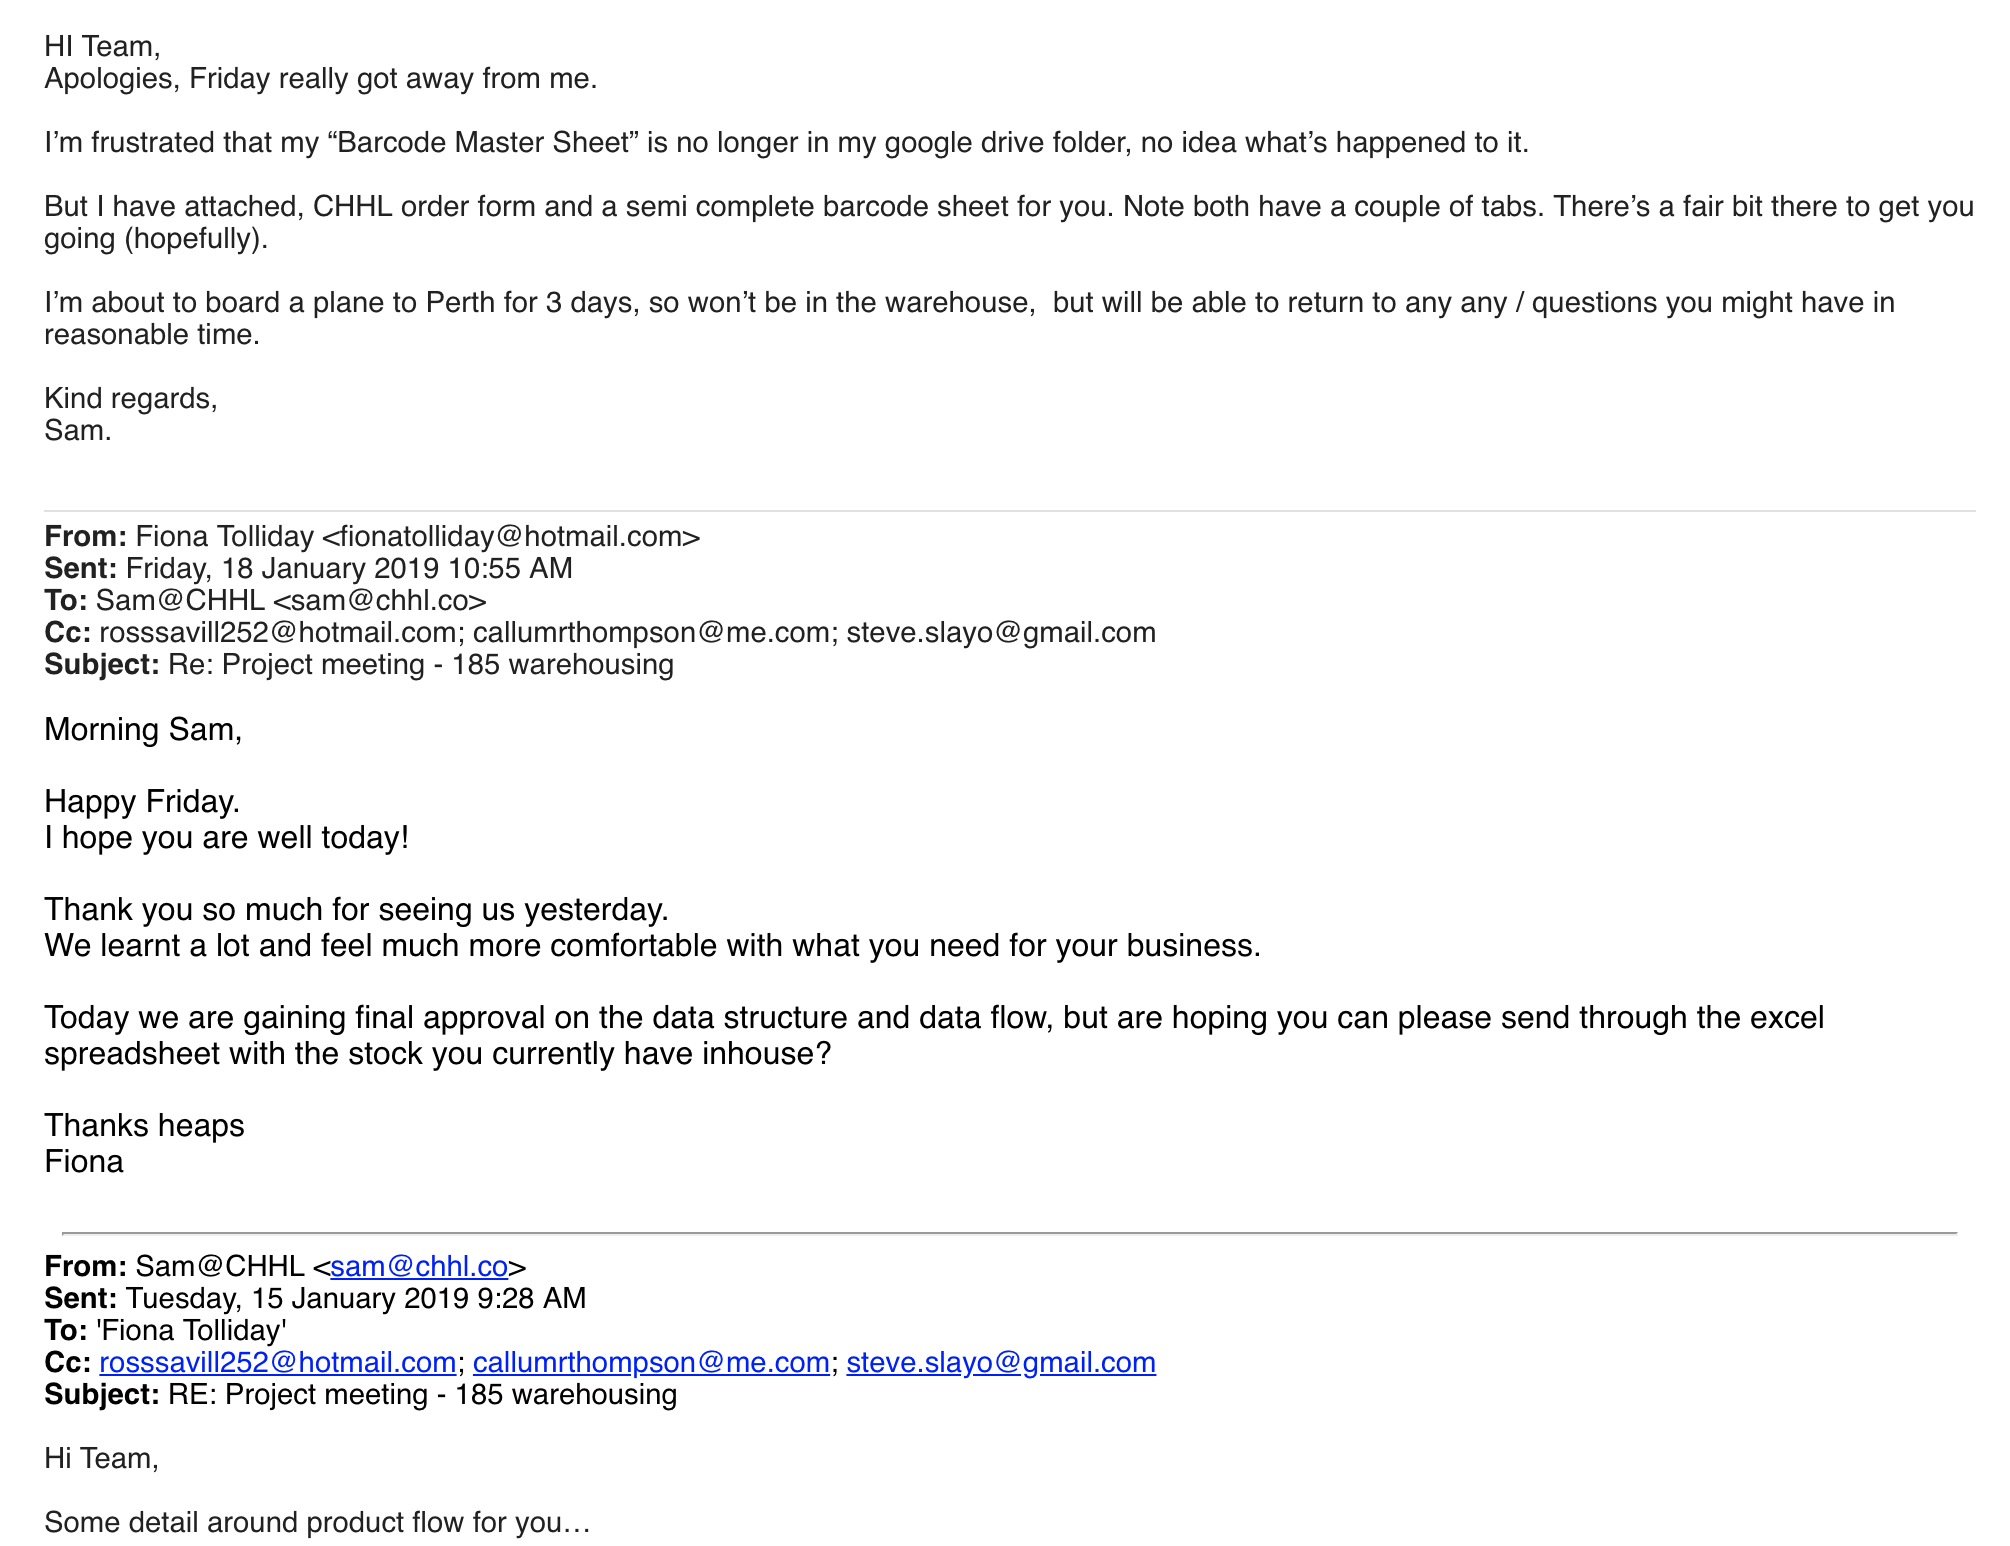 HI Team,
Apologies, Friday really got away from me.
I’m frustrated that my “Barcode Master Sheet” is no longer in my google drive folder, no idea what’s happened to it.
But I have attached, CHHL order form and a semi complete barcode sheet for you. Note both have a couple of tabs. There’s a fair bit there to get you
going (hopefully).
I’m about to board a plane to Perth for 3 days, so won’t be in the warehouse,  but will be able to return to any any / questions you might have in
reasonable time.
Kind regards,
Sam.
From: Fiona Tolliday <fionatolliday@hotmail.com>
Sent: Friday, 18 January 2019 10:55 AM
To: Sam@CHHL <sam@chhl.co>
Cc: rosssavill252@hotmail.com; callumrthompson@me.com; steve.slayo@gmail.com
Subject: Re: Project meeting - 185 warehousing
Morning Sam,
Happy Friday.
I hope you are well today!
Thank you so much for seeing us yesterday.
We learnt a lot and feel much more comfortable with what you need for your business.
Today we are gaining final approval on the data structure and data flow, but are hoping you can please send through the excel
spreadsheet with the stock you currently have inhouse?
Thanks heaps
Fiona
From: Sam@CHHL <sam@chhl.co>
Sent: Tuesday, 15 January 2019 9:28 AM
To: 'Fiona Tolliday'
Cc: rosssavill252@hotmail.com; callumrthompson@me.com; steve.slayo@gmail.com
Subject: RE: Project meeting - 185 warehousing
Hi Team,
Some detail around product flow for you…